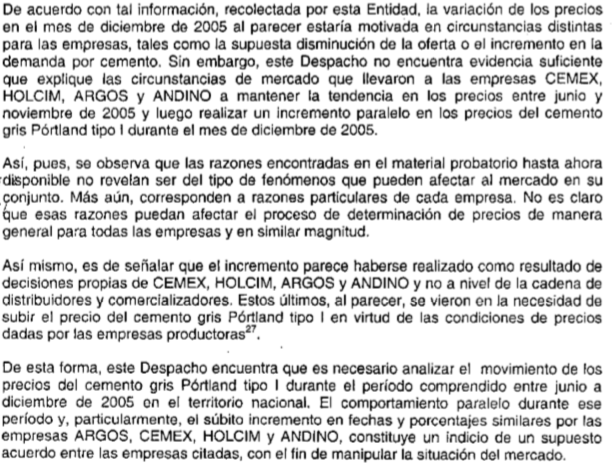 De acuerdo con tal información, recolectada por esta Entidad, la variación de los precios
en el mes de diciembre de 2005 al parecer estaría motivada en circunstancias distintas
para las empresas, tales como la supuesta disminución de la oferta o el incremento en la
demanda por cemento. Sin embargo, este Despacho no encuentra evidencia suficiente
que explique las circunstancias de mercado que llevaron a las empresas CEMEX,
HOLCIM, ARGOS y ANDINO a mantener la tendencia en los precios entre junio y
noviembre de 2005 y luego realizar un incremento paralelo en los precios del cemento
gris Pórtland tipo I durante el mes de diciembre de 2005.
Así, pues, se observa que las razones encontradas en el material probatorio hasta ahora
disponible no revelan ser del tipo de fenómenos que pueden afectar al mercado en su
conjunto. Más aún, corresponden a razones particulares de cada empresa. No es claro
que esas razones puedan afectar el proceso de determinación de precios de manera
general para todas las empresas y en similar magnitud.
Así mismo, es de señalar que el incremento parece haberse realizado como resultado de
decisiones propias de CEMEX, HOLCIM, ARGOS y ANDINO y no a nivel de la cadena de
distribuidores y comercializadores. Estos últimos, al parecer, se vieron en la necesidad de
subir el precio del cemento gris Pórtland tipo I en virtud de las condiciones de precios
dadas por las empresas productoras²⁷.
De esta forma, este Despacho encuentra que es necesario analizar el movimiento de los
precios del cemento gris Pórtland tipo I durante el período comprendido entre junio a
diciembre de 2005 en el territorio nacional. El comportamiento paralelo durante ese
período y, particularmente, el súbito incremento en fechas y porcentajes similares por las
empresas ARGOS, CEMEX, HOLCIM y ANDINO, constituye un indicio de un supuesto
acuerdo entre las empresas citadas, con el fin de manipular la situación del mercado.